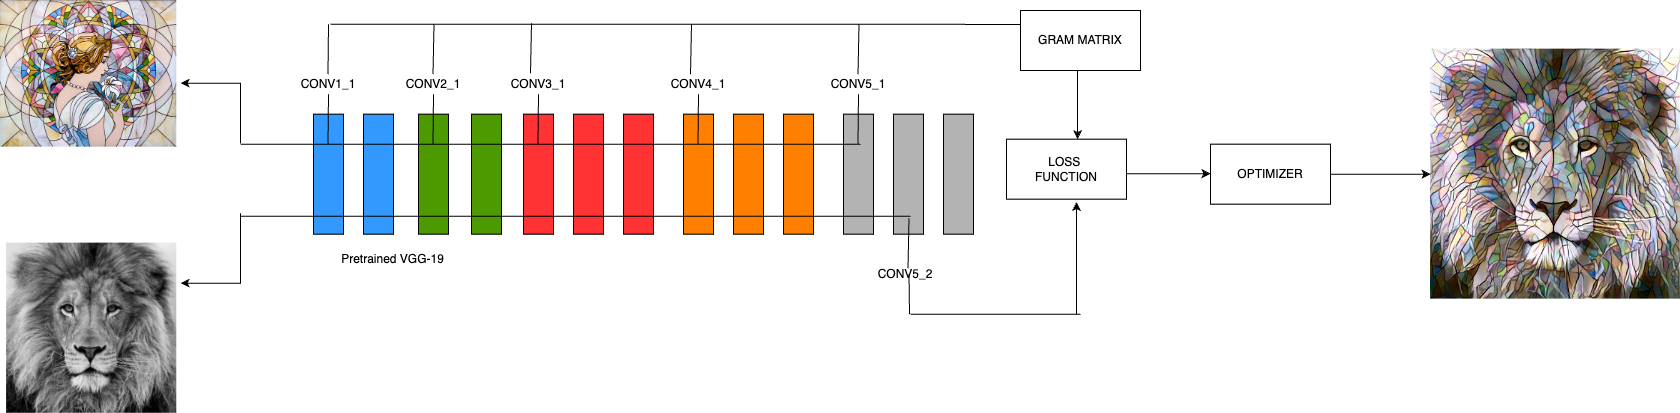 GRAM MATRIX
CONV1_1
CONV2_1
CONV3_1
CONV4_1
CONV5_1
LOSS
FUNCTION
OPTIMIZER
Pretrained VGG-19
CONV5_2